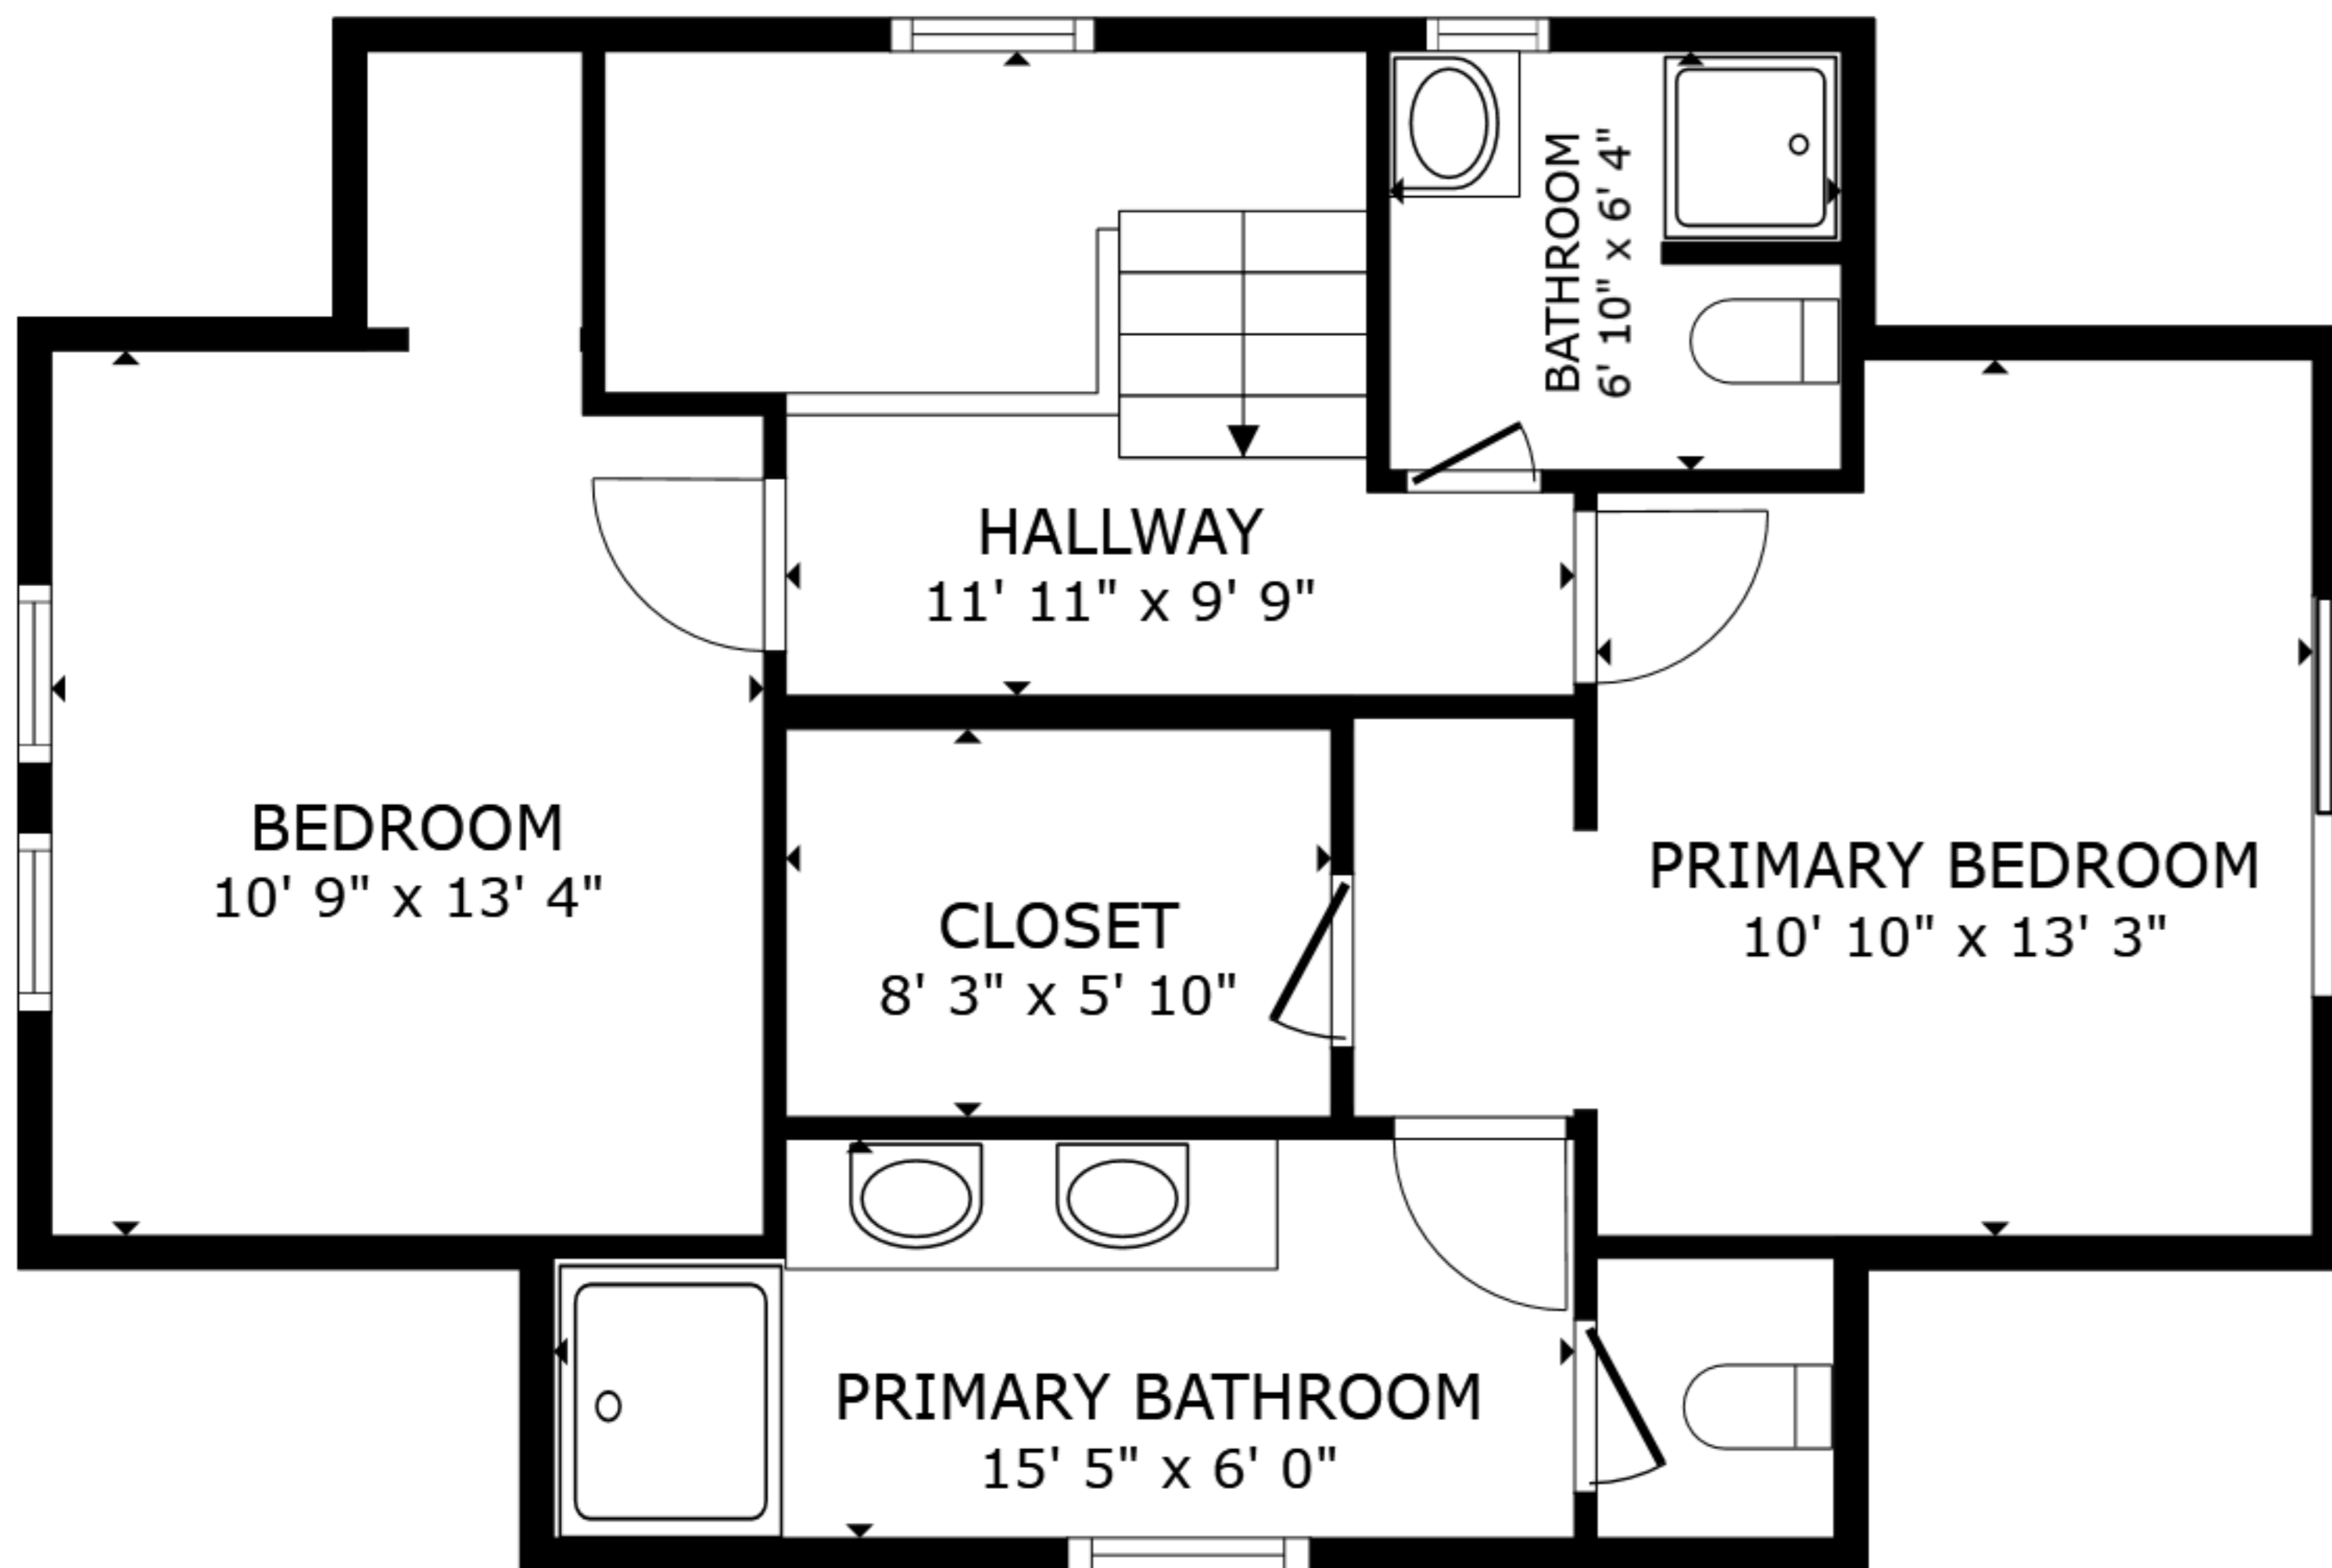 BATHROOM
6' 10" x 6' 4"
HALLWAY
11' 11" x 9' 9"
BEDROOM
10' 9" x 13' 4"
CLOSET
8' 3" x 5' 10"
PRIMARY BEDROOM
10' 10" x 13' 3"
PRIMARY BATHROOM
15' 5" x 6' 0"